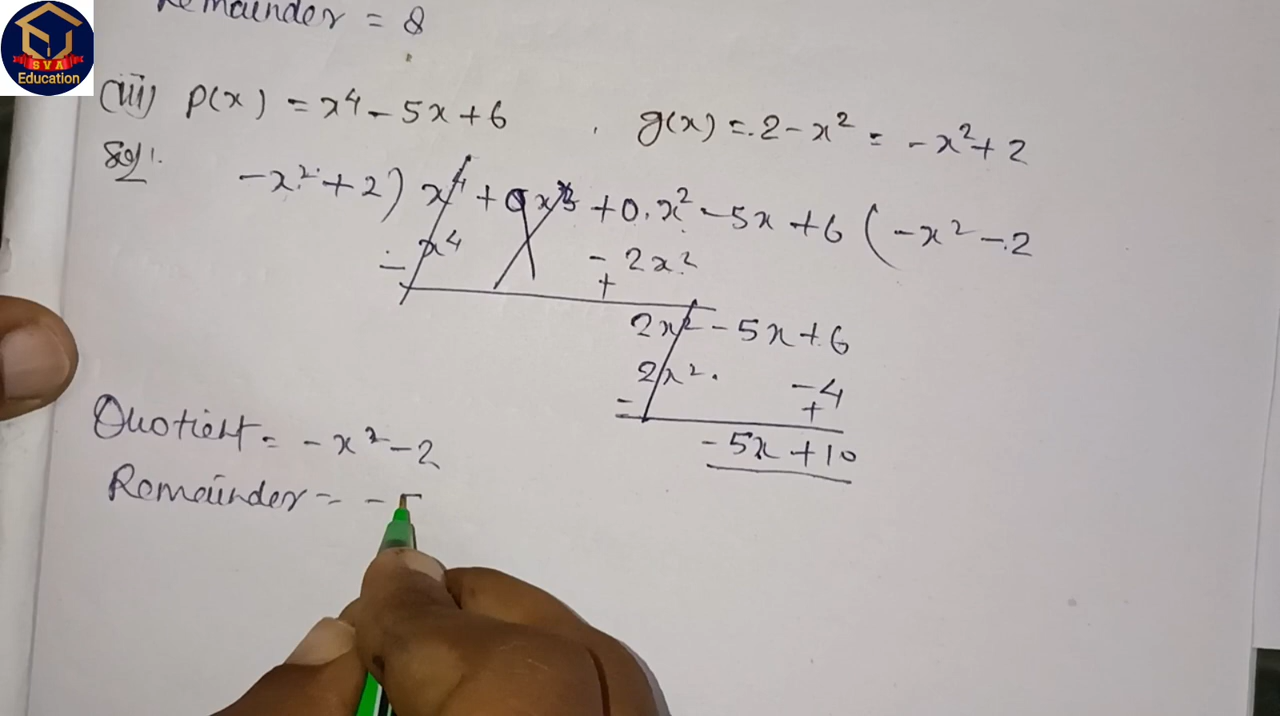 SVA
Education
Remainder = 8
(iii) p(x) = x⁴ - 5x + 6 , g(x) = 2 - x² = -x² + 2
Sol.
-x² + 2) x⁴ + 0x³ + 0.x² - 5x + 6 ( -x² - 2
x⁴ - 2x²
- +
2x² - 5x + 6
2x² - 4
- +
-5x + 10
Quotient = -x² - 2
Remainder = -5